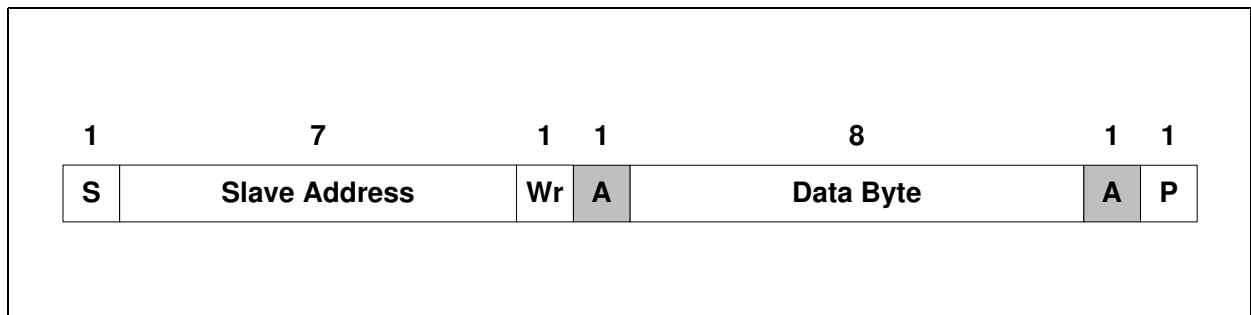 1 7 1 1 8 1 1
S Slave Address Wr A Data Byte A P